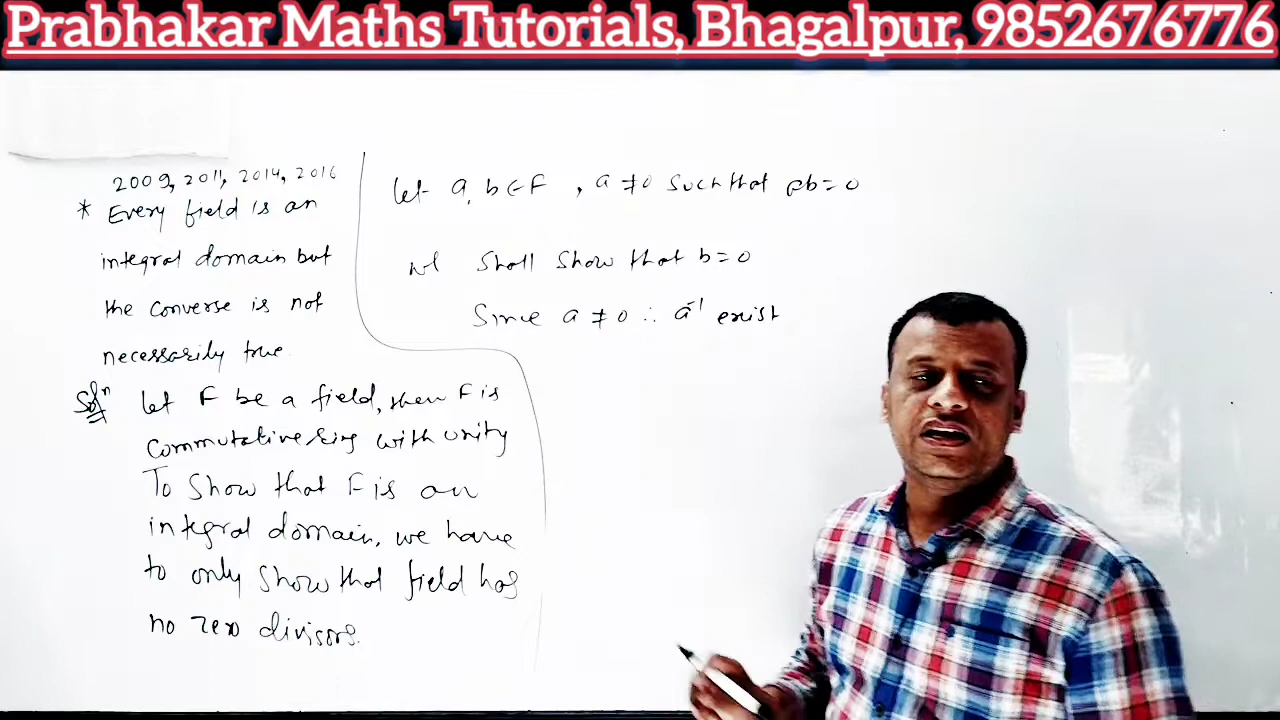 Prabhakar Maths Tutorials, Bhagalpur, 9852676776
2009, 2011, 2014, 2016
* Every field is an
integral domain but
the converse is not
necessarily true.
Solⁿ Let F be a field, then F is
commutative ring with unity
To show that F is an
integral domain, we have
to only show that field has
no zero divisors.
Let a, b ∈ F, a ≠ 0 such that ab = 0
We shall show that b = 0
Since a ≠ 0 ∴ a⁻¹ exist